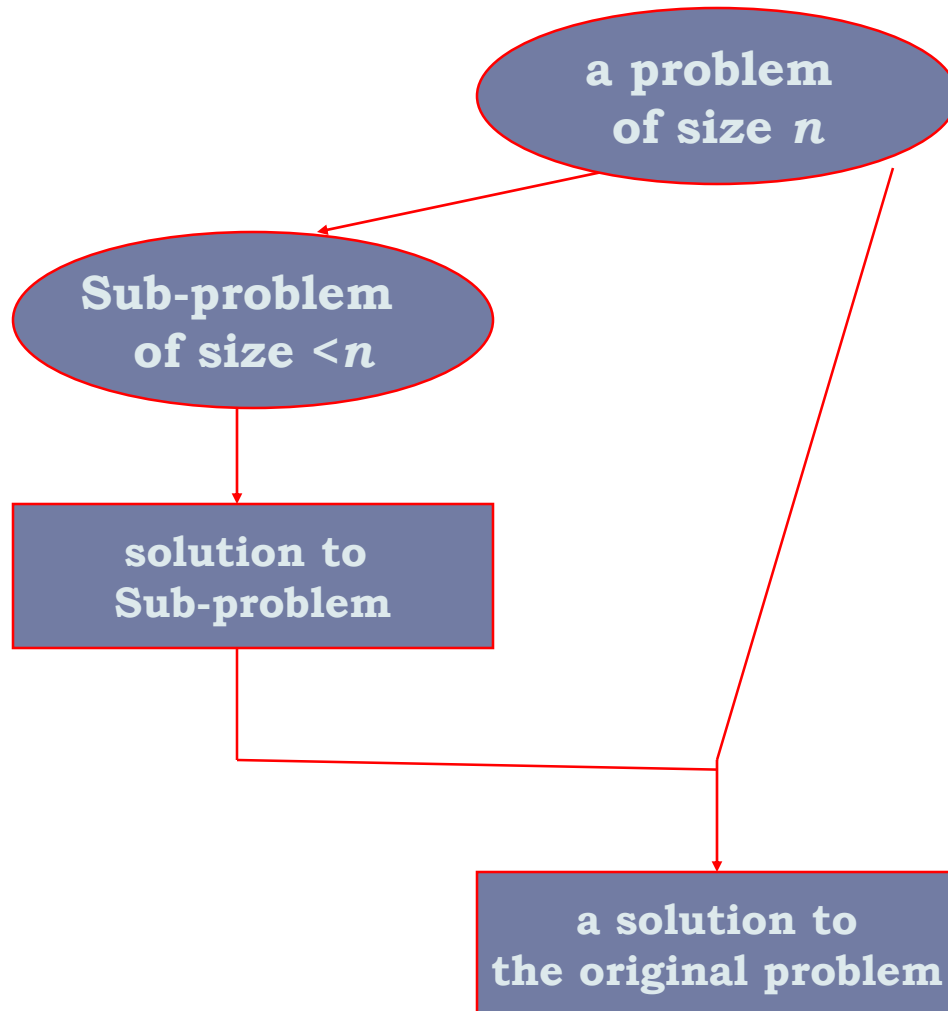 a problem
of size n
Sub-problem
of size <n
solution to
Sub-problem
a solution to
the original problem